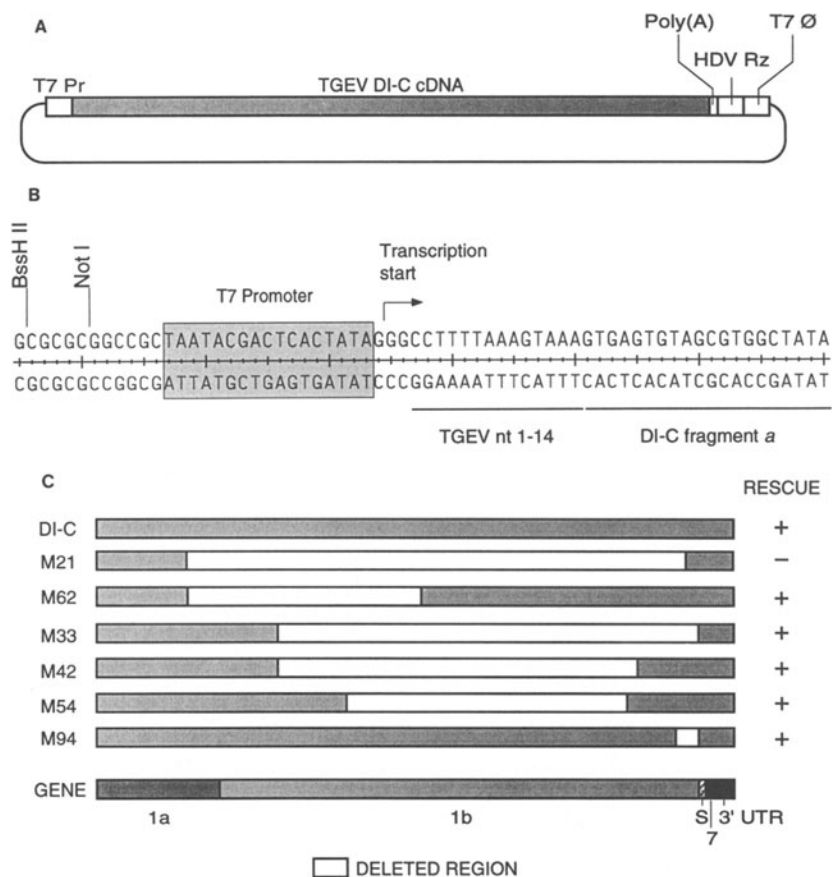 A
Poly(A)
T7 Ø
HDV Rz
T7 Pr
TGEV DI-C cDNA
B
BssH II
Not I
Transcription
start
T7 Promoter
GCGCGCGGCCGCTAATACGACTCACTATAGGGCCTTTTAAAGTAAAGTGAGTGTAGCGTGGCTATA
CGCGCGCCGGCGATTATGCTGAGTGATATCCCGGAAAATTTCATTTCACTCACATCGCACCGATAT
TGEV nt 1-14
DI-C fragment a
C
RESCUE
DI-C +
M21 −
M62 +
M33 +
M42 +
M54 +
M94 +
GENE
1a 1b S 3' UTR
7
DELETED REGION